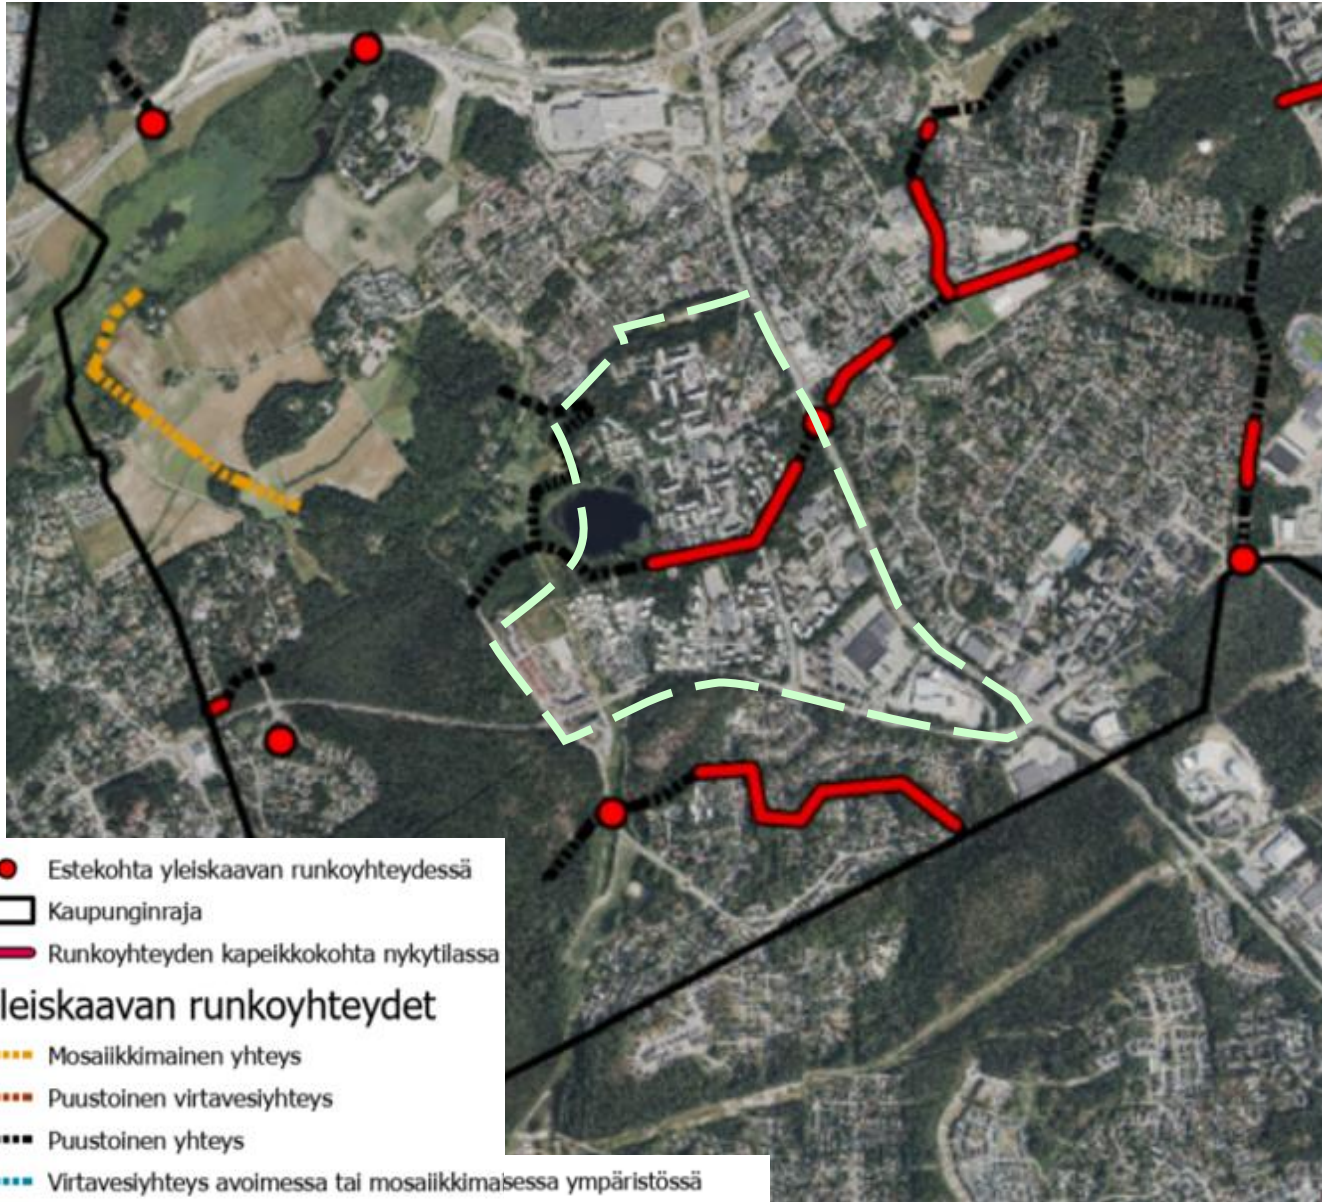 Estekohta yleiskaavan runkoyhteydessä
Kaupunginraja
Runkoyhteyden kapeikkokohta nykytilassa
leiskaavan runkoyhteydet
Mosaiikkimainen yhteys
Puustoinen virtavesiyhteys
Puustoinen yhteys
Virtavesiyhteys avoimessa tai mosaiikkimaisessa ympäristössä